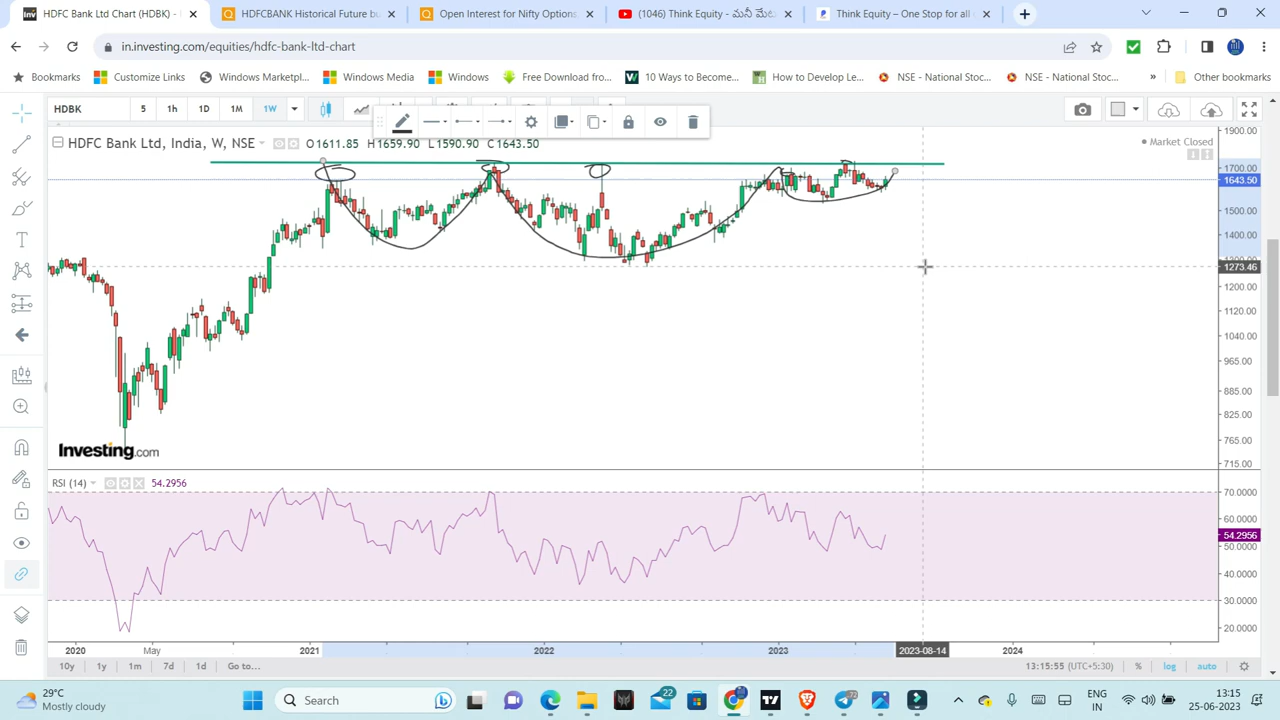 HDFC Bank Ltd Chart (HDBK)
HDFCBANK Historical Future bu
Open Interest for Nifty Options,
(1046) Think Equity - మనీ మేట
Think Equity – One Stop for all
in.investing.com/equities/hdfc-bank-ltd-chart
Bookmarks
Customize Links
Windows Marketpl...
Windows Media
Windows
Free Download from...
10 Ways to Become...
How to Develop Le...
NSE - National Stoc...
NSE - National Stoc...
»
Other bookmarks
HDBK
5
1h
1D
1M
1W
HDFC Bank Ltd, India, W, NSE
O1611.85 H1659.90 L1590.90 C1643.50
Market Closed
1900.00
1700.00
1643.50
1500.00
1400.00
1273.46
1200.00
1120.00
1040.00
965.00
885.00
825.00
765.00
715.00
Investing.com
RSI (14)
54.2956
70.0000
60.0000
54.2956
50.0000
40.0000
30.0000
20.0000
2020
May
2021
2022
2023
2023-08-14
2024
10y
1y
1m
7d
1d
Go to...
13:15:55 (UTC+5:30)
%
log
auto
29°C
Mostly cloudy
Search
22
72
ENG
IN
13:15
25-06-2023